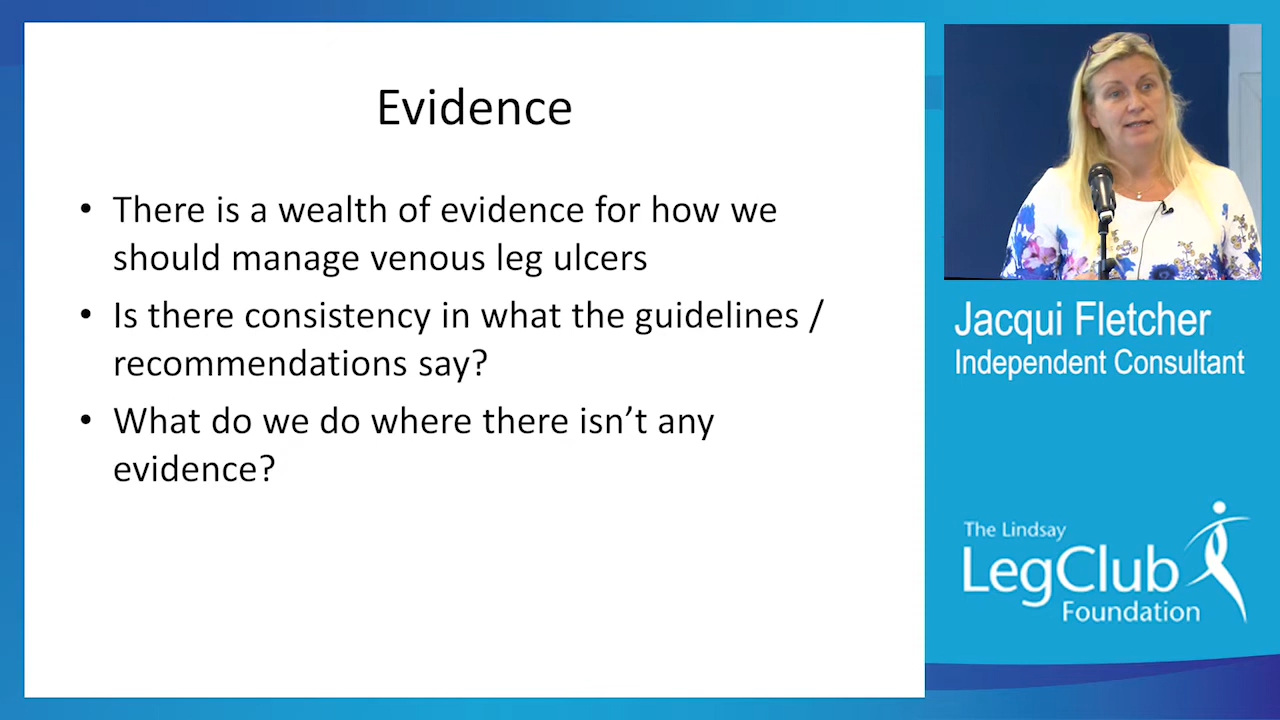 Evidence
• There is a wealth of evidence for how we
should manage venous leg ulcers
• Is there consistency in what the guidelines /
recommendations say?
• What do we do where there isn’t any
evidence?
Jacqui Fletcher
Independent Consultant
The Lindsay
LegClub
Foundation